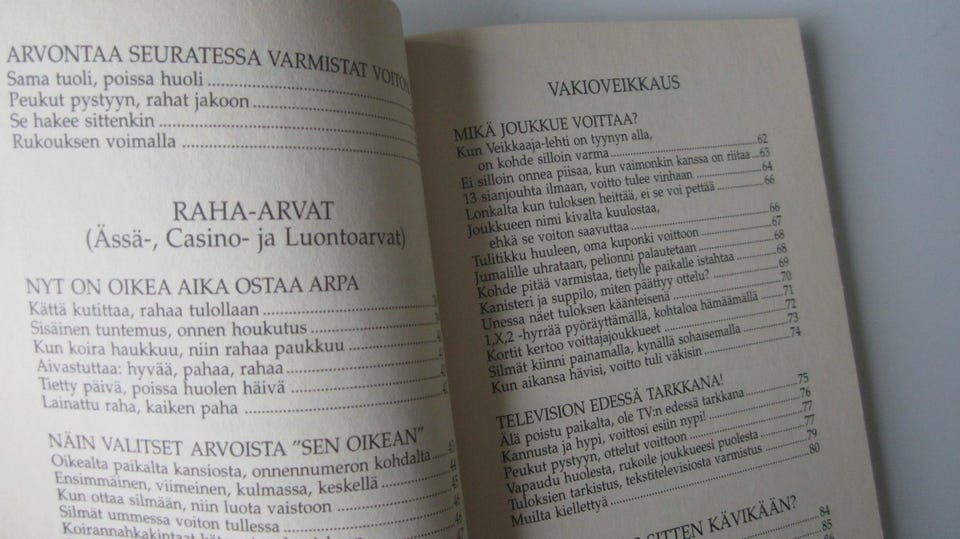 ARVONTAA SEURATESSA VARMISTAT VOITON
Sama tuoli, poissa huoli
Peukut pystyyn, rahat jakoon
Se hakee sittenkin
Rukouksen voimalla
RAHA-ARVAT
(Ässä-, Casino- ja Luontoarvat)
NYT ON OIKEA AIKA OSTAA ARPA
Kättä kutittaa, rahaa tulollaan
Sisäinen tuntemus, onnen houkutus
Kun koira haukkuu, niin rahaa paukkuu
Aivastuttaa: hyvää, pahaa, rahaa
Tietty päivä, poissa huolen häivä
Lainattu raha, kaiken paha
NÄIN VALITSET ARVOISTA "SEN OIKEAN"
Oikealta paikalta kansiosta, onnennumeron kohdalta
Ensimmäinen, viimeinen, kulmassa, keskellä 44
Kun ottaa silmään, niin luota vaistoon 45
Silmät ummessa voiton tullessa 46
VAKIOVEIKKAUS
MIKÄ JOUKKUE VOITTAA?
Kun Veikkaaja-lehti on tyynyn alla,
on kohde silloin varma 62
Ei silloin onnea piisaa, kun vaimonkin kanssa on riitaa 63
13 sianjouhta ilmaan, voitto tulee vinhaan 64
Lonkalta kun tuloksen heittää, ei se voi pettää 66
Joukkueen nimi kivalta kuulostaa,
ehkä se voiton saavuttaa 66
Tulitikku huuleen, oma kuponki voittoon 67
Jumalille uhrataan, pelionni palautetaan 68
Kohde pitää varmistaa, tietylle paikalle istahtaa 68
Kanisteri ja suppilo, miten päättyy ottelu? 69
Unessa näet tuloksen käänteisenä 70
1,X,2 -hyrrää pyöräyttämällä, kohtaloa hämäämällä 71
Kortit kertoo voittajajoukkueet 72
Silmät kiinni painamalla, kynällä sohaisemalla 73
Kun aikansa hävisi, voitto tuli väkisin 74
TELEVISION EDESSÄ TARKKANA!
Älä poistu paikalta, ole TV:n edessä tarkkana 75
Kannusta ja hypi, voittosi esiin nypi! 76
Peukut pystyyn, ottelut voittoon 77
Vapaudu huolesta, rukoile joukkueesi puolesta 77
Tuloksien tarkistus, tekstitelevisiosta varmistus 79
Muilta kiellettyä 80
SITTEN KÄVIKÄÄN?
84
85